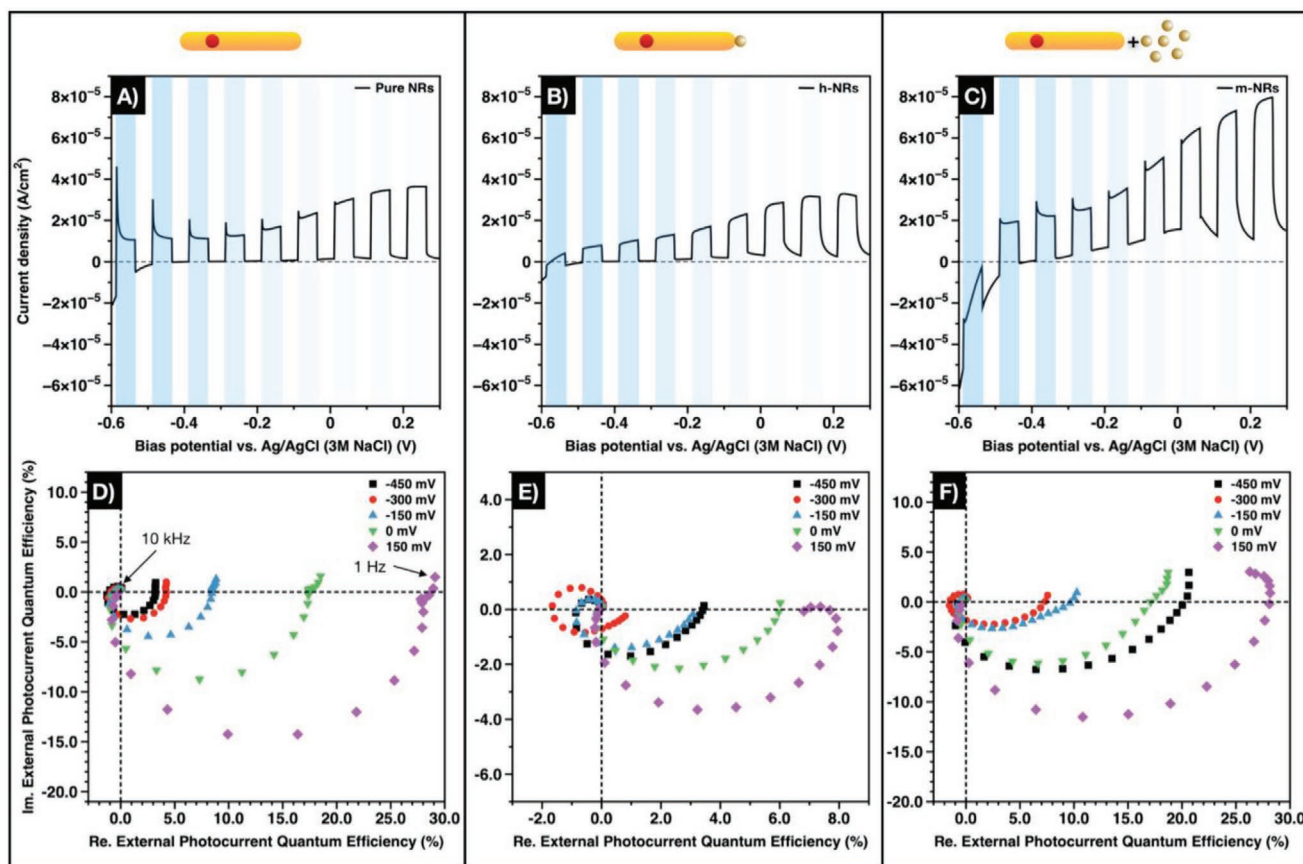 +
A)
Pure NRs
8×10⁻⁵
6×10⁻⁵
4×10⁻⁵
2×10⁻⁵
0
−2×10⁻⁵
−4×10⁻⁵
−6×10⁻⁵
Current density (A/cm²)
-0.6 -0.4 -0.2 0 0.2
Bias potential vs. Ag/AgCl (3M NaCl) (V)
B)
h-NRs
8×10⁻⁵
6×10⁻⁵
4×10⁻⁵
2×10⁻⁵
0
−2×10⁻⁵
−4×10⁻⁵
−6×10⁻⁵
-0.6 -0.4 -0.2 0 0.2
Bias potential vs. Ag/AgCl (3M NaCl) (V)
C)
m-NRs
8×10⁻⁵
6×10⁻⁵
4×10⁻⁵
2×10⁻⁵
0
−2×10⁻⁵
−4×10⁻⁵
−6×10⁻⁵
-0.6 -0.4 -0.2 0 0.2
Bias potential vs. Ag/AgCl (3M NaCl) (V)
D)
-450 mV
-300 mV
-150 mV
0 mV
150 mV
10 kHz
1 Hz
10.0
5.0
0.0
-5.0
-10.0
-15.0
-20.0
Im. External Photocurrent Quantum Efficiency (%)
0.0 5.0 10.0 15.0 20.0 25.0 30.0
Re. External Photocurrent Quantum Efficiency (%)
E)
-450 mV
-300 mV
-150 mV
0 mV
150 mV
4.0
2.0
0.0
-2.0
-4.0
-6.0
-2.0 0.0 2.0 4.0 6.0 8.0
Re. External Photocurrent Quantum Efficiency (%)
F)
-450 mV
-300 mV
-150 mV
0 mV
150 mV
10.0
5.0
0.0
-5.0
-10.0
-15.0
-20.0
0.0 5.0 10.0 15.0 20.0 25.0 30.0
Re. External Photocurrent Quantum Efficiency (%)